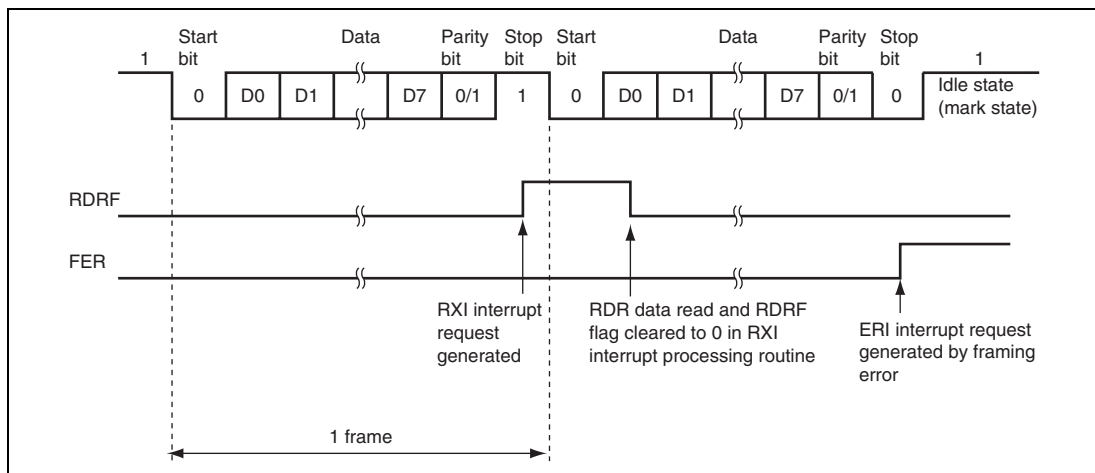 Start bit
Data
Parity bit
Stop bit
Start bit
Data
Parity bit
Stop bit
1
1
0
D0
D1
D7
0/1
1
0
D0
D1
D7
0/1
0
Idle state
(mark state)
RDRF
FER
RXI interrupt
request
generated
RDR data read and RDRF
flag cleared to 0 in RXI
interrupt processing routine
ERI interrupt request
generated by framing
error
1 frame